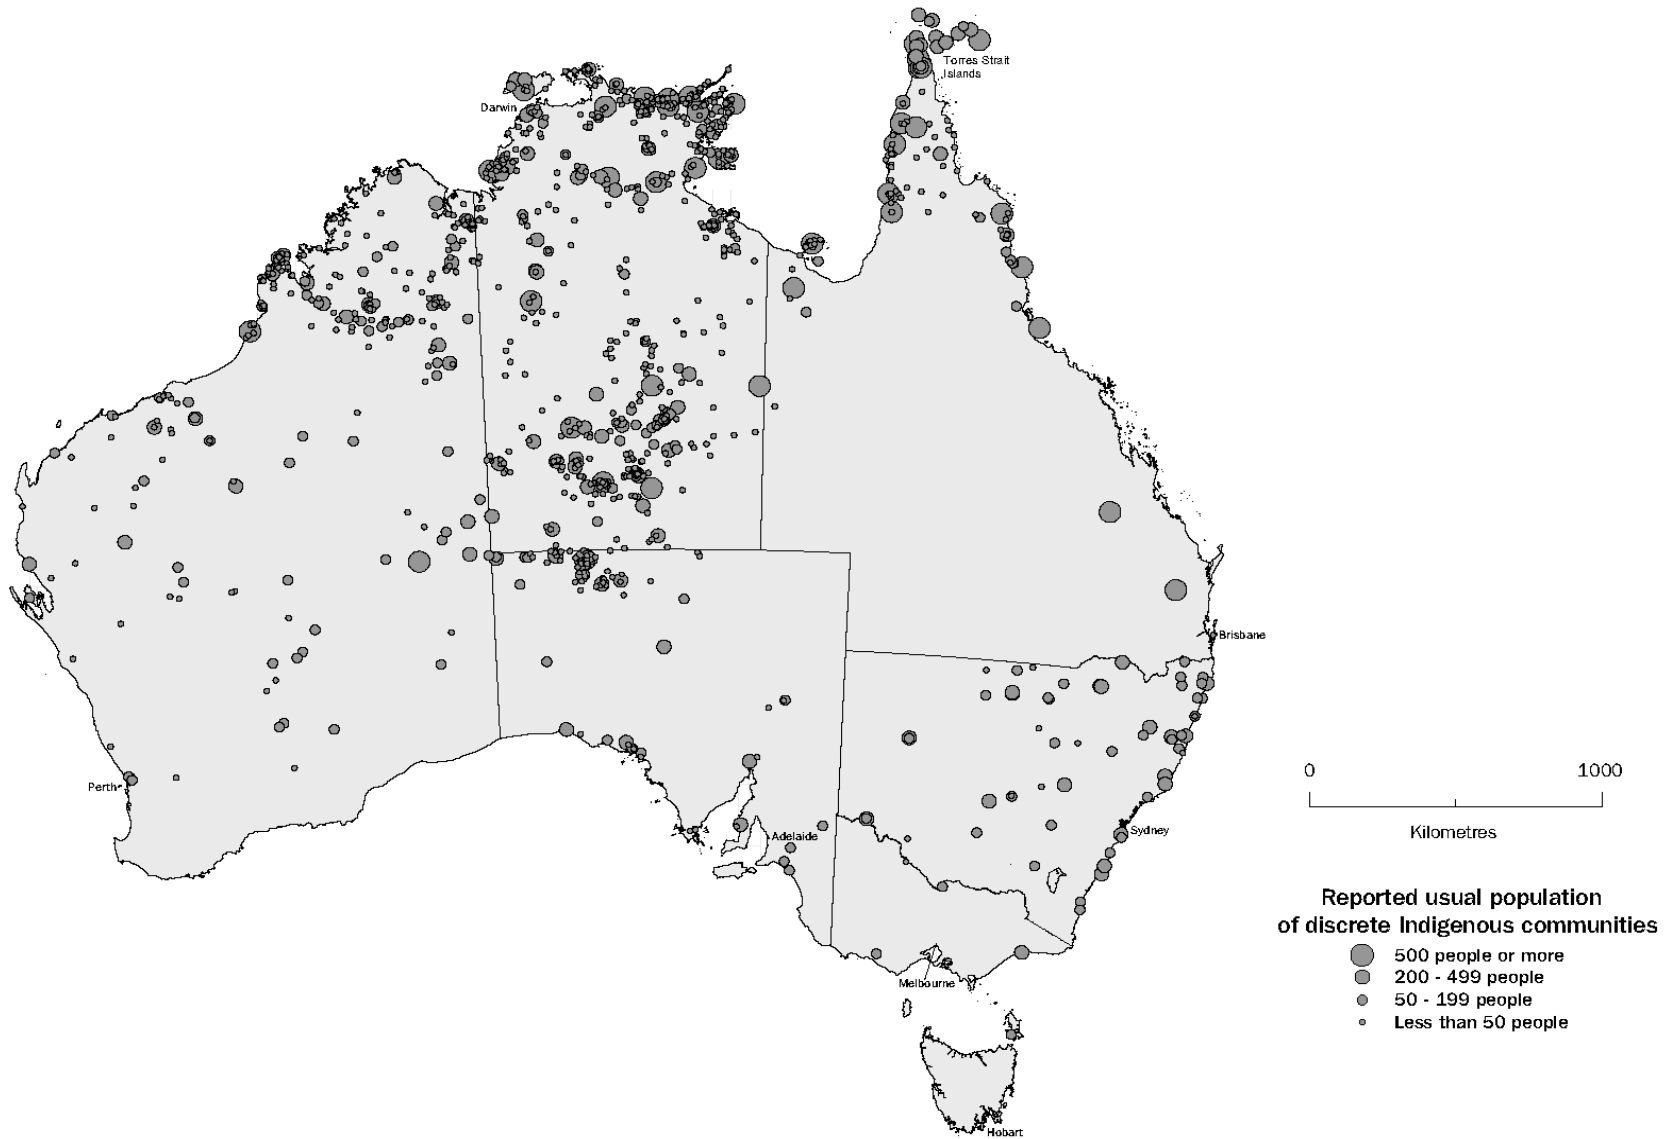 Torres Strait
Islands
Darwin
Brisbane
0
1000
Kilometres
Perth
Adelaide
Sydney
Reported usual population
of discrete Indigenous communities
500 people or more
200 - 499 people
50 - 199 people
Less than 50 people
Melbourne
Hobart